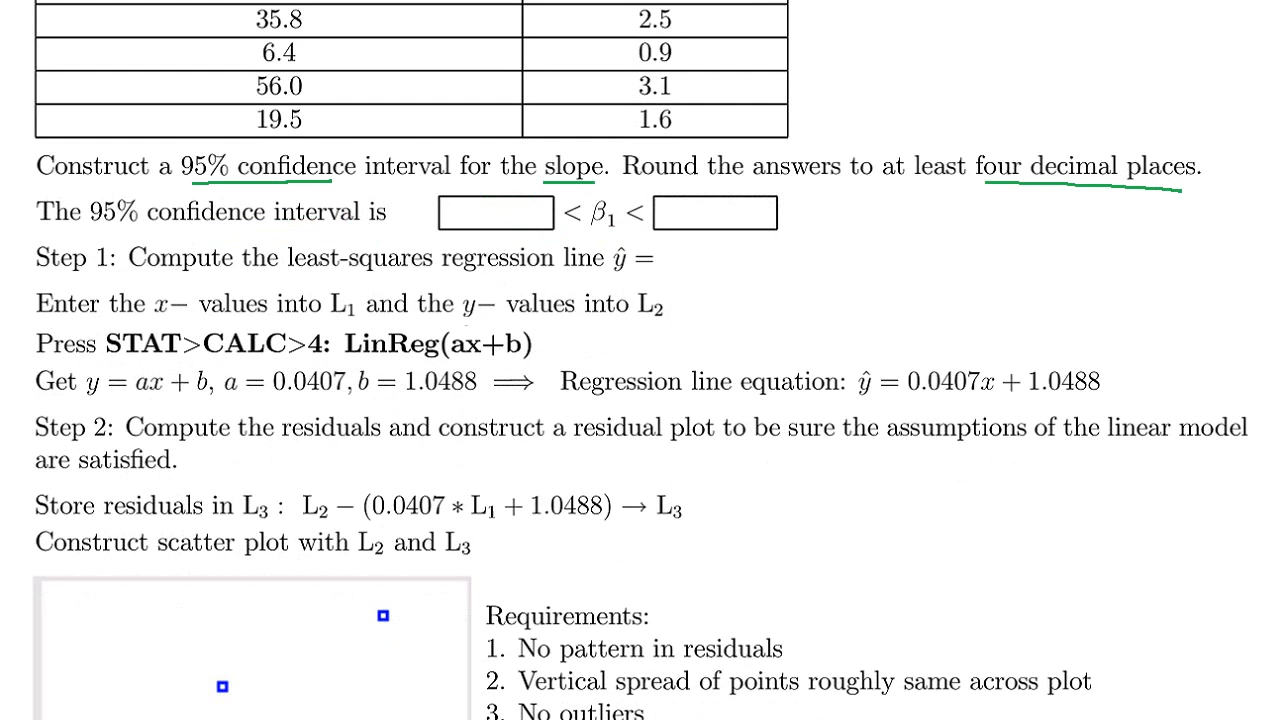 35.8 2.5
6.4 0.9
56.0 3.1
19.5 1.6
Construct a 95% confidence interval for the slope. Round the answers to at least four decimal places.
The 95% confidence interval is < β₁ <
Step 1: Compute the least-squares regression line ŷ =
Enter the x− values into L₁ and the y− values into L₂
Press STAT>CALC>4: LinReg(ax+b)
Get y = ax + b, a = 0.0407, b = 1.0488 ⟹ Regression line equation: ŷ = 0.0407x + 1.0488
Step 2: Compute the residuals and construct a residual plot to be sure the assumptions of the linear model
are satisfied.
Store residuals in L₃ : L₂ − (0.0407 ∗ L₁ + 1.0488) → L₃
Construct scatter plot with L₂ and L₃
Requirements:
1. No pattern in residuals
2. Vertical spread of points roughly same across plot
3. No outliers